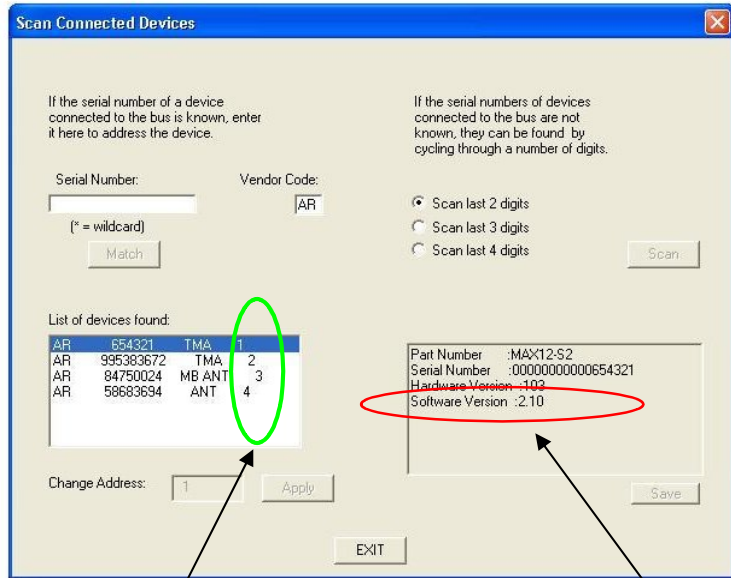 Scan Connected Devices
If the serial number of a device
connected to the bus is known, enter
it here to address the device.
Serial Number:
Vendor Code:
AR
(* = wildcard)
Match
If the serial numbers of devices
connected to the bus are not
known, they can be found by
cycling through a number of digits.
Scan last 2 digits
Scan last 3 digits
Scan last 4 digits
Scan
List of devices found:
AR 654321 TMA 1
AR 995383672 TMA 2
AR 84750024 MB ANT 3
AR 58683694 ANT 4
Part Number :MAX12-S2
Serial Number :00000000000654321
Hardware Version :103
Software Version :2.10
Change Address:
1
Apply
Save
EXIT